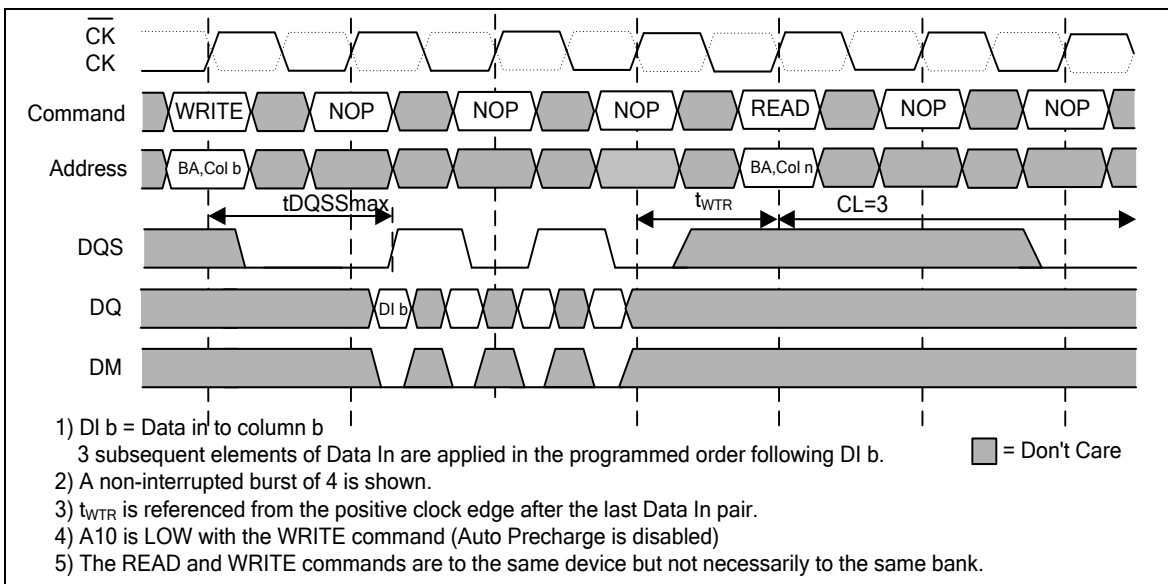 CK
CK
Command WRITE NOP NOP NOP READ NOP NOP
Address BA,Col b BA,Col n
tDQSSmax tWTR CL=3
DQS
DQ DI b
DM
1) DI b = Data in to column b
3 subsequent elements of Data In are applied in the programmed order following DI b.
= Don't Care
2) A non-interrupted burst of 4 is shown.
3) tWTR is referenced from the positive clock edge after the last Data In pair.
4) A10 is LOW with the WRITE command (Auto Precharge is disabled)
5) The READ and WRITE commands are to the same device but not necessarily to the same bank.